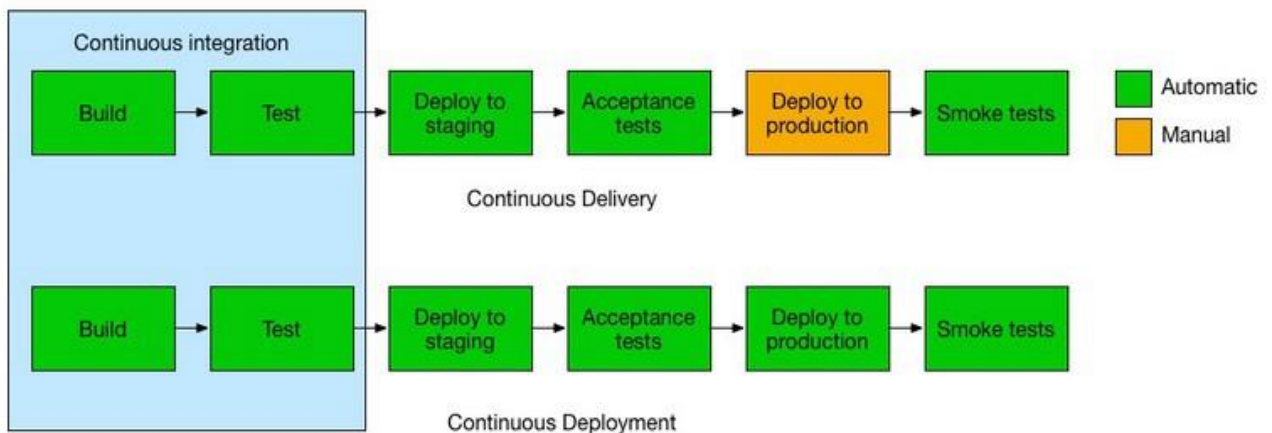 Continuous integration
Build
Test
Deploy to
staging
Acceptance
tests
Deploy to
production
Smoke tests
Automatic
Manual
Continuous Delivery
Build
Test
Deploy to
staging
Acceptance
tests
Deploy to
production
Smoke tests
Continuous Deployment